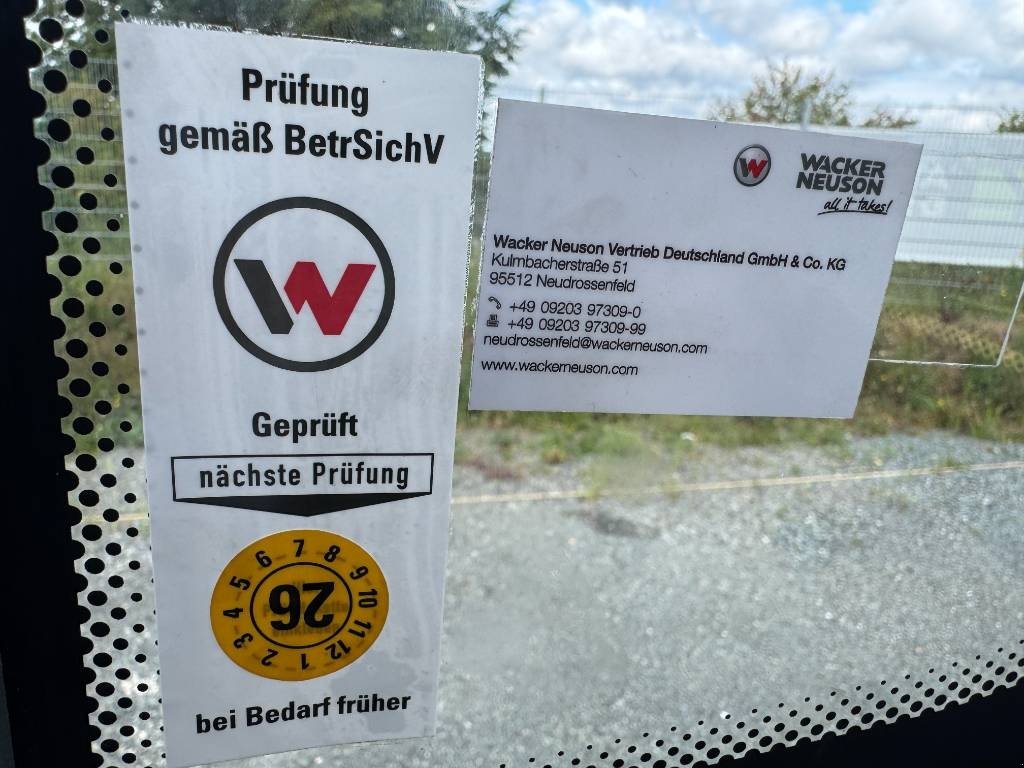 Prüfung
gemäß BetrSichV
W
Geprüft
nächste Prüfung
1 2 3 4 5 6 7 8 9 10 11 12
26
bei Bedarf früher
W
WACKER
NEUSON
all it takes!
Wacker Neuson Vertrieb Deutschland GmbH & Co. KG
Kulmbacherstraße 51
95512 Neudrossenfeld
+49 09203 97309-0
+49 09203 97309-99
neudrossenfeld@wackerneuson.com
www.wackerneuson.com